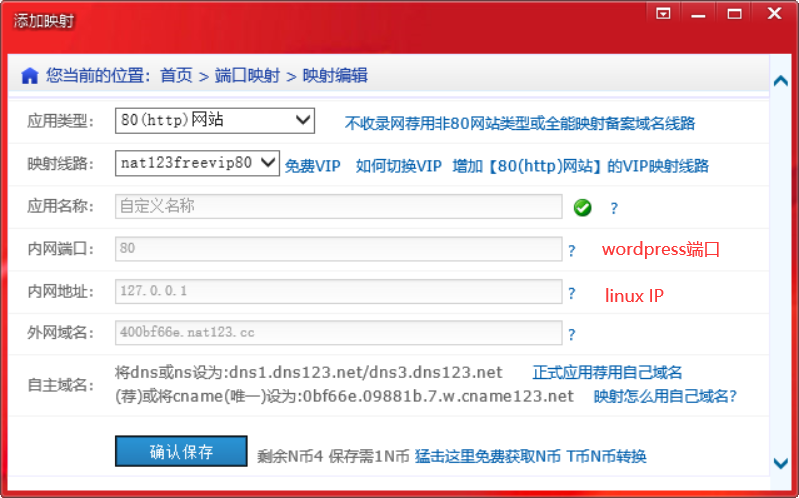 添加映射
您当前的位置: 首页 > 端口映射 > 映射编辑
应用类型: 80(http)网站 不收录网荐用非80网站类型或全能映射备案域名线路
映射线路: nat123freevip80 免费VIP 如何切换VIP 增加【80(http)网站】的VIP映射线路
应用名称: 自定义名称 ?
内网端口: 80 ? wordpress端口
内网地址: 127.0.0.1 ? linux IP
外网域名: 400bf66e.nat123.cc ?
自主域名: 将dns或ns设为:dns1.dns123.net/dns3.dns123.net 正式应用荐用自己域名
(荐)或将cname(唯一)设为:0bf66e.09881b.7.w.cname123.net 映射怎么用自己域名?
确认保存 剩余N币4 保存需1N币 猛击这里免费获取N币 T币N币转换